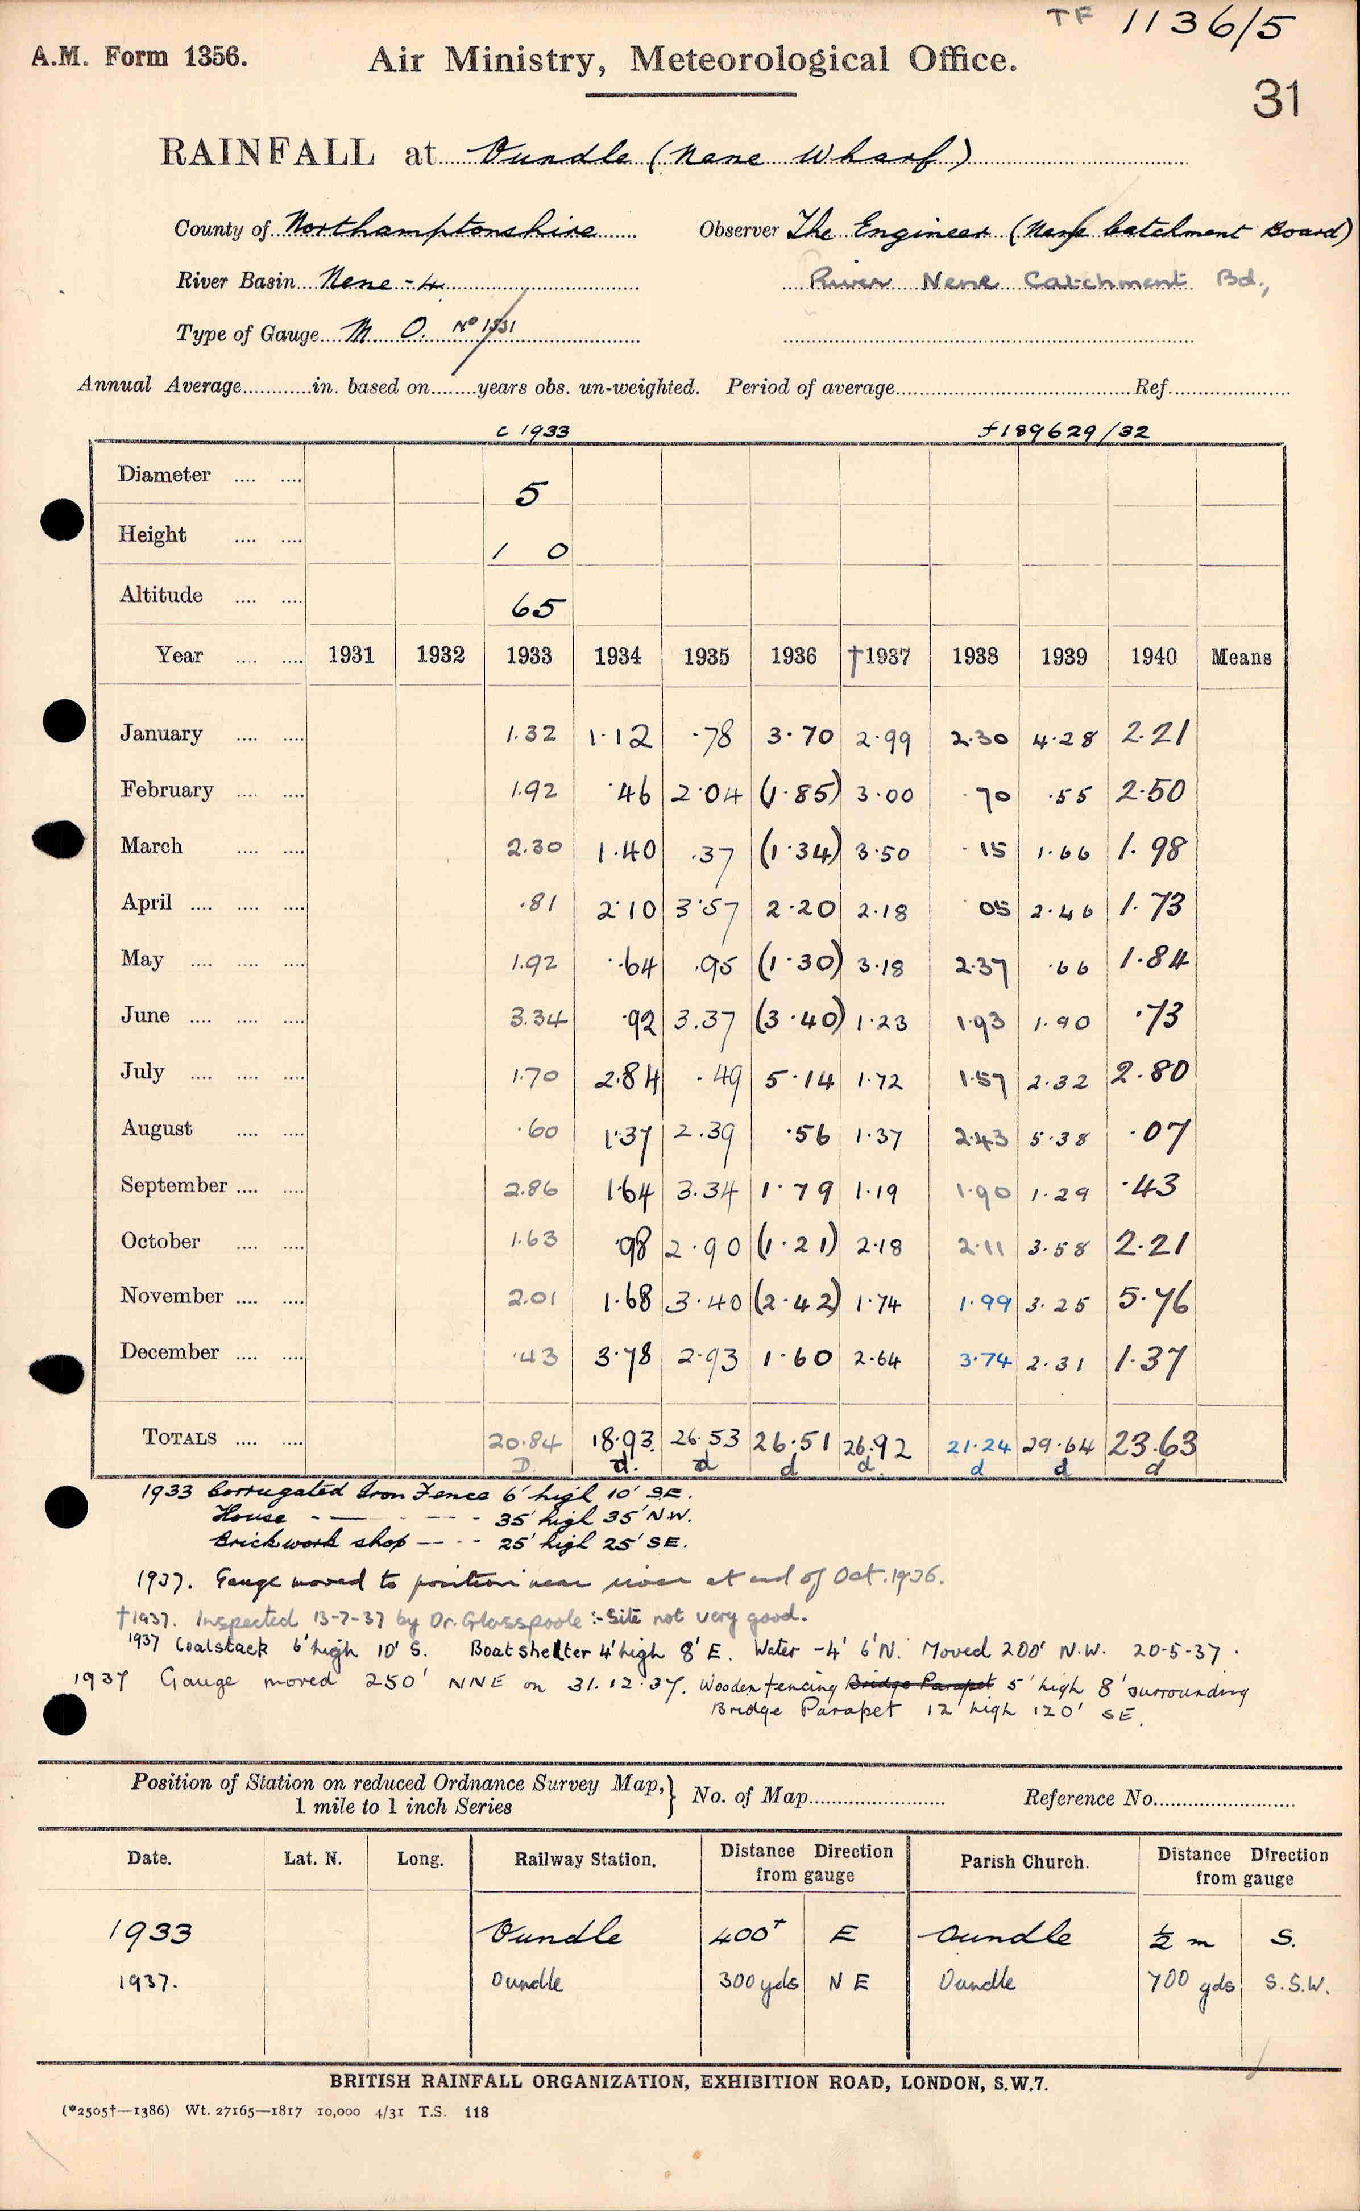 TF 1136/5
A.M. Form 1356. Air Ministry, Meteorological Office.
31
RAINFALL at Oundle (Nene Wharf)
County of Northamptonshire Observer The Engineer (Nene Catchment Board)
River Basin Nene - 4 River Nene Catchment Bd.,
Type of Gauge M O. No 1931
Annual Average............in. based on........years obs. un-weighted. Period of average........................................Ref.....................
c 1933 f189629/32
Diameter .... .... 5
Height .... .... 1 0
Altitude .... .... 65
Year .... .... 1931 1932 1933 1934 1935 1936 †1937 1938 1939 1940 Means
January .... .... 1.32 1.12 .78 3.70 2.99 2.30 4.28 2.21
February .... .... 1.92 .46 2.04 (1.85) 3.00 .70 .55 2.50
March .... .... 2.30 1.40 .37 (1.34) 3.50 .15 1.66 1.98
April .... .... .... .81 2.10 3.57 2.20 2.18 05 2.46 1.73
May .... .... .... 1.92 .64 .95 (1.30) 3.18 2.37 .66 1.84
June .... .... .... 3.34 .92 3.37 (3.40) 1.23 1.93 1.90 .73
July .... .... .... 1.70 2.84 .49 5.14 1.72 1.57 2.32 2.80
August .... .... .60 1.37 2.39 .56 1.37 2.43 5.38 .07
September .... .... 2.86 1.64 3.34 1.79 1.19 1.90 1.29 .43
October .... .... 1.63 .98 2.90 (1.21) 2.18 2.11 3.58 2.21
November .... .... 2.01 1.68 3.40 (2.42) 1.74 1.99 3.25 5.76
December .... .... .43 3.78 2.93 1.60 2.64 3.74 2.31 1.37
TOTALS .... .... 20.84 18.93 26.53 26.51 26.92 21.24 29.64 23.63
D. d. d d d. d d d
1933 Corrugated Iron Fence 6' high 10' SE.
House - — - - - - 35' high 35' N.W.
Brickwork shop — - - 25' high 25' SE.
1937. Gauge moved to position near river at end of Oct. 1936.
†1937. Inspected 13-7-37 by Dr. Glasspoole :- Site not very good.
1937 Coalstack 6' high 10' S. Boatshelter 4' high 8' E. Water -4' 6' N. Moved 200' N.W. 20-5-37.
1937 Gauge moved 250' NNE on 31.12.37. Wooden fencing Bridge Parapet 5' high 8' surrounding
Bridge Parapet 12' high 120' SE.
Position of Station on reduced Ordnance Survey Map,
1 mile to 1 inch Series } No. of Map........................ Reference No.........................
Date. Lat. N. Long. Railway Station. Distance Direction from gauge Parish Church. Distance Direction from gauge
1933 Oundle 400+ E Oundle ½ m S.
1937. Oundle 300 yds N E Oundle 700 yds S.S.W.
BRITISH RAINFALL ORGANIZATION, EXHIBITION ROAD, LONDON, S.W.7.
(*2505†—1386) Wt. 27165—1817 10,000 4/31 T.S. 118